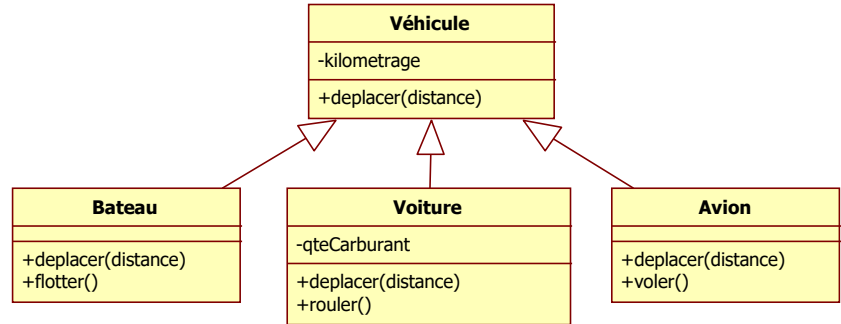 Véhicule
-kilometrage
+deplacer(distance)
Bateau
+deplacer(distance)
+flotter()
Voiture
-qteCarburant
+deplacer(distance)
+rouler()
Avion
+deplacer(distance)
+voler()